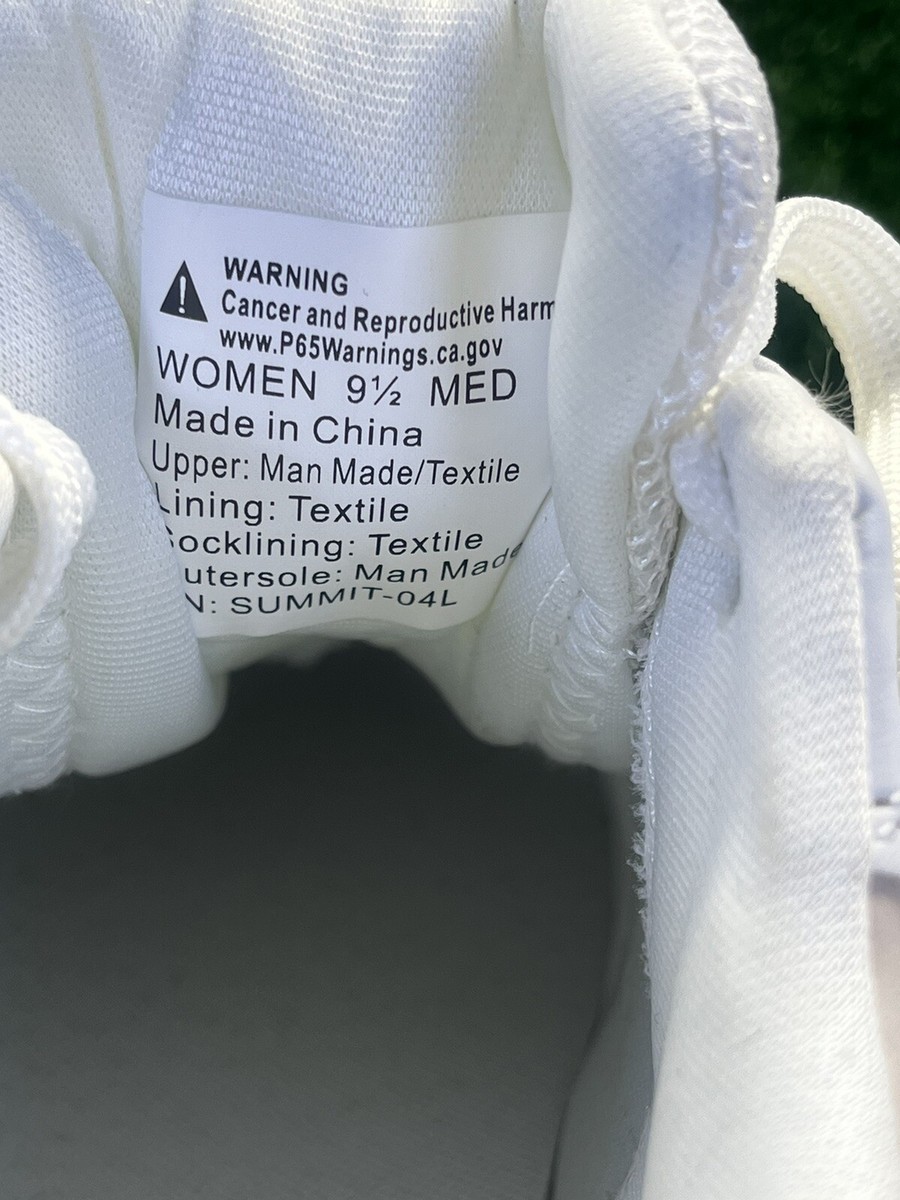 WARNING
Cancer and Reproductive Harm
www.P65Warnings.ca.gov
WOMEN 9½ MED
Made in China
Upper: Man Made/Textile
Lining: Textile
Socklining: Textile
utersole: Man Made
N: SUMMIT-04L